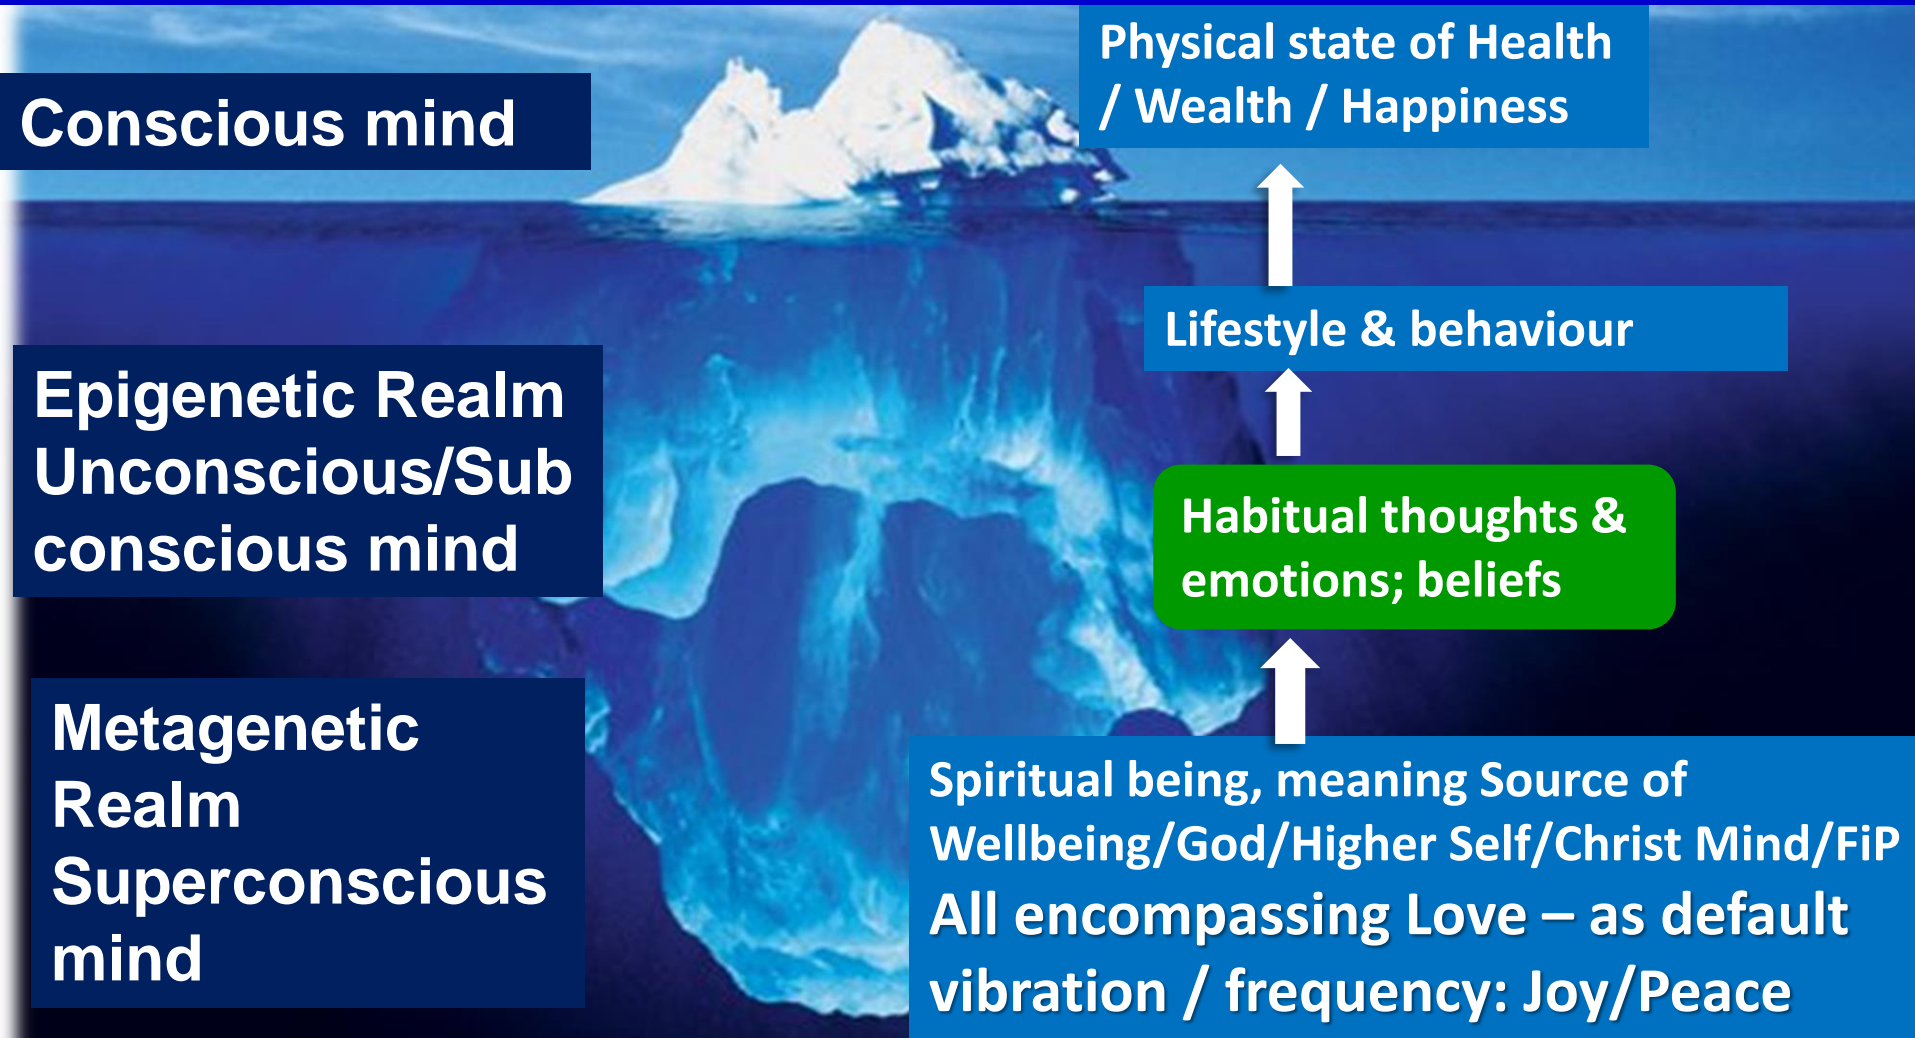 Conscious mind
Physical state of Health
/ Wealth / Happiness
Lifestyle & behaviour
Epigenetic Realm
Unconscious/Sub
conscious mind
Habitual thoughts &
emotions; beliefs
Metagenetic
Realm
Superconscious
mind
Spiritual being, meaning Source of
Wellbeing/God/Higher Self/Christ Mind/FiP
All encompassing Love – as default
vibration / frequency: Joy/Peace